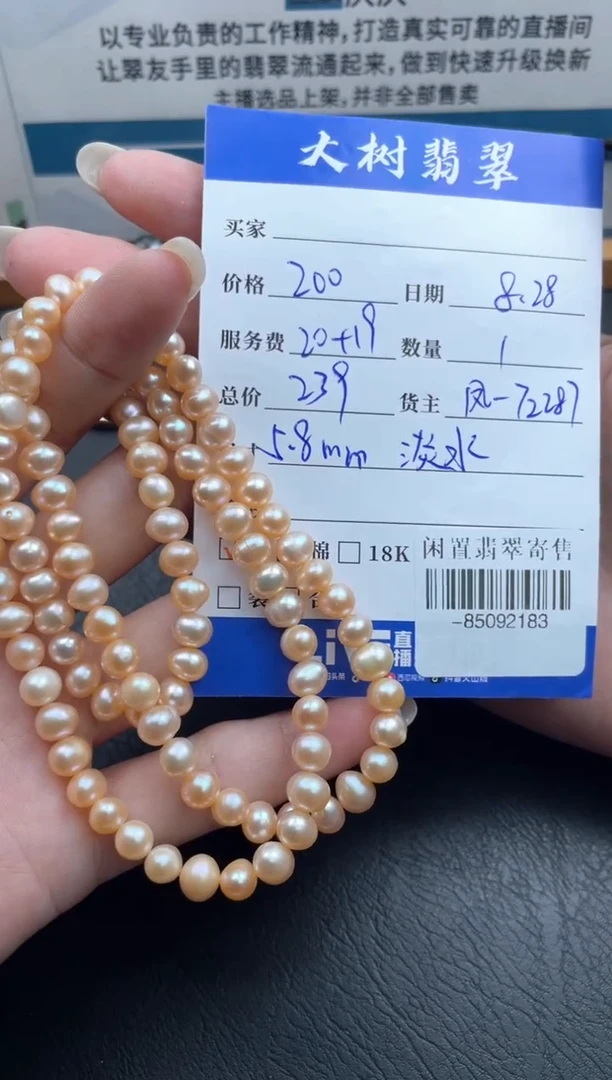 以专业负责的工作精神，打造真实可靠的直播间
让翠友手里的翡翠流通起来，做到快速升级换新
主播选品上架，并非全部售卖
大树翡翠
买家
价格 200 日期 8.28
服务费 20+19 数量 1
总价 239 货主 凤-72287
5.8mm 淡水
棉 □ 18K 闲置翡翠寄售
-85092183
直播